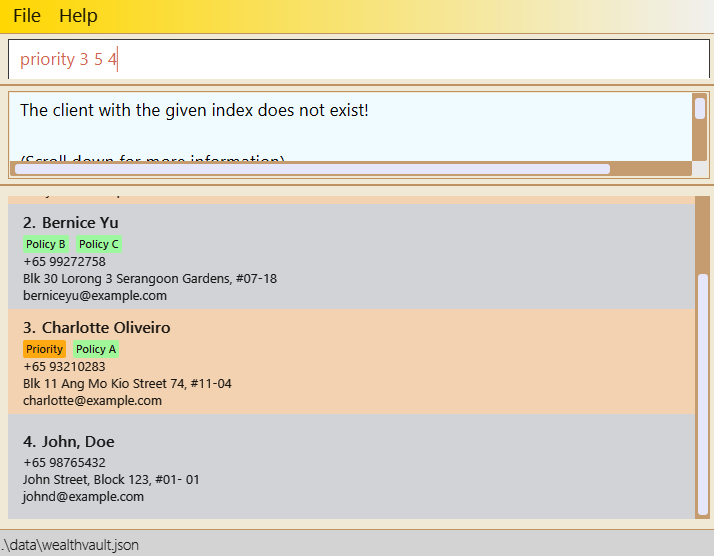 File Help
priority 3 5 4
The client with the given index does not exist!
(Scroll down for more information)
2. Bernice Yu
Policy B Policy C
+65 99272758
Blk 30 Lorong 3 Serangoon Gardens, #07-18
berniceyu@example.com
3. Charlotte Oliveiro
Priority Policy A
+65 93210283
Blk 11 Ang Mo Kio Street 74, #11-04
charlotte@example.com
4. John, Doe
+65 98765432
John Street, Block 123, #01- 01
johnd@example.com
.\data\wealthvault.json